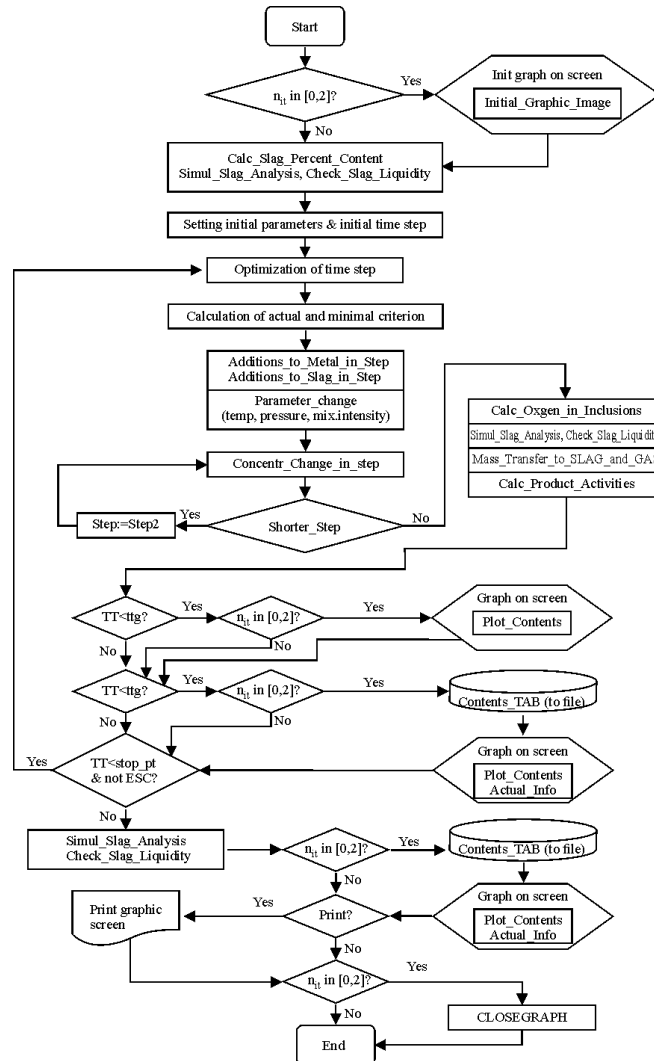 Start
n_it in [0,2]?
Yes
No
Init graph on screen
Initial_Graphic_Image
Calc_Slag_Percent_Content
Simul_Slag_Analysis, Check_Slag_Liquidity
Setting initial parameters & initial time step
Optimization of time step
Calculation of actual and minimal criterion
Additions_to_Metal_in_Step
Additions_to_Slag_in_Step
Parameter_change
(temp, pressure, mix.intensity)
Concentr_Change_in_step
Shorter_Step
Yes
Step:=Step2
No
Calc_Oxgen_in_Inclusions
Simul_Slag_Analysis, Check_Slag_Liquidit
Mass_Transfer_to_SLAG_and_GA
Calc_Product_Activities
TT<ttg?
Yes
No
n_it in [0,2]?
Yes
No
Graph on screen
Plot_Contents
TT<ttg?
Yes
No
n_it in [0,2]?
Yes
No
Contents_TAB (to file)
Graph on screen
Plot_Contents
Actual_Info
TT<stop_pt
& not ESC?
Yes
No
Simul_Slag_Analysis
Check_Slag_Liquidity
n_it in [0,2]?
Yes
No
Contents_TAB (to file)
Graph on screen
Plot_Contents
Actual_Info
Print?
Yes
No
Print graphic
screen
n_it in [0,2]?
Yes
No
CLOSEGRAPH
End